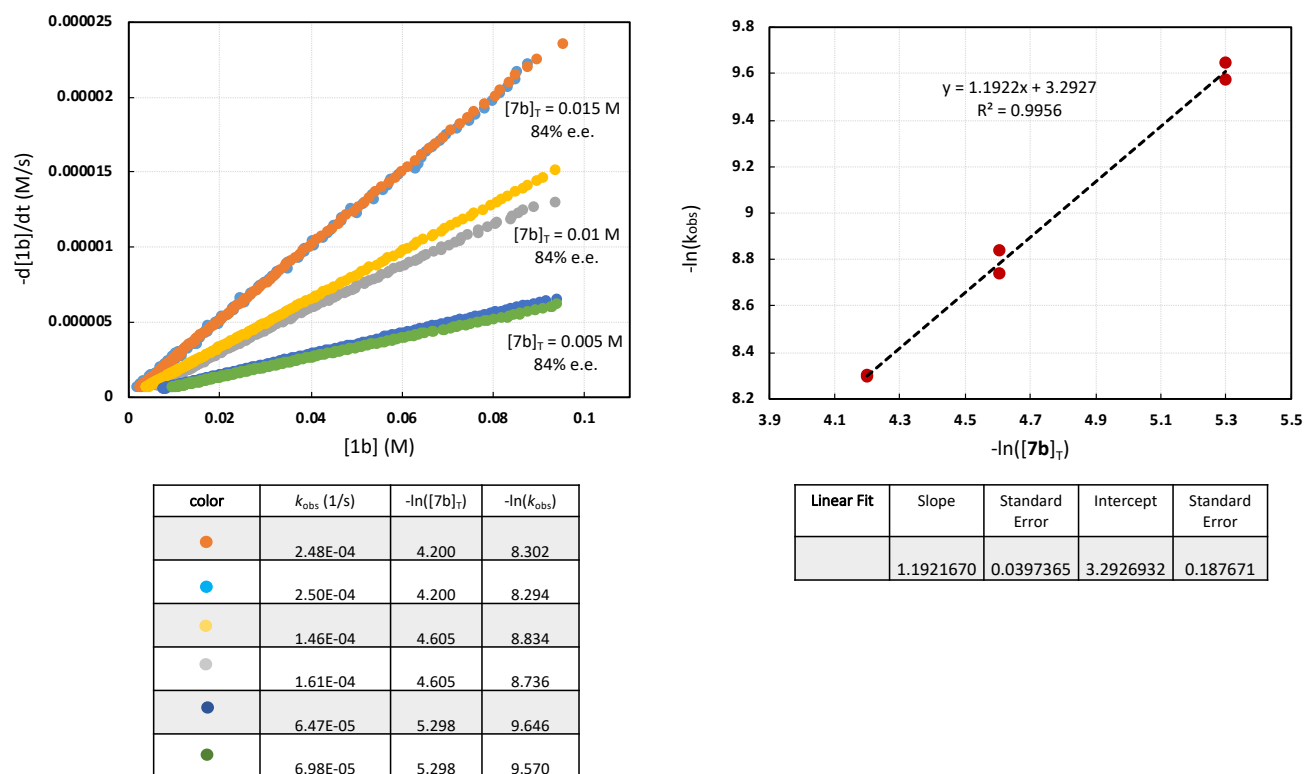 0.000025
0.00002
0.000015
0.00001
0.000005
0
0
0.02
0.04
0.06
0.08
0.1
-d[1b]/dt (M/s)
[1b] (M)
[7b]T = 0.015 M
84% e.e.
[7b]T = 0.01 M
84% e.e.
[7b]T = 0.005 M
84% e.e.
9.8
9.6
9.4
9.2
9
8.8
8.6
8.4
8.2
3.9
4.1
4.3
4.5
4.7
4.9
5.1
5.3
5.5
-ln(kobs)
-ln([7b]T)
y = 1.1922x + 3.2927
R² = 0.9956
color kobs (1/s) -ln([7b]T) -ln(kobs)
2.48E-04 4.200 8.302
2.50E-04 4.200 8.294
1.46E-04 4.605 8.834
1.61E-04 4.605 8.736
6.47E-05 5.298 9.646
6.98E-05 5.298 9.570
Linear Fit Slope Standard Error Intercept Standard Error
1.1921670 0.0397365 3.2926932 0.187671